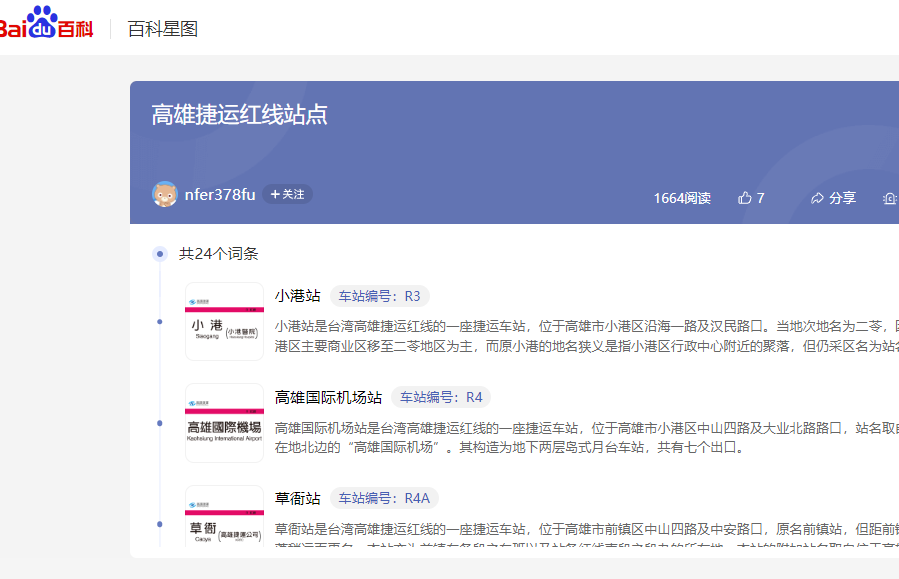 Bai du 百科 百科星图
高雄捷运红线站点
nfer378fu +关注 1664阅读 7 分享
共24个词条
小港站 车站编号：R3
小港 (小港醫院)
Siaogang
小港站是台湾高雄捷运红线的一座捷运车站，位于高雄市小港区沿海一路及汉民路口。当地次地名为二苓，因
港区主要商业区移至二苓地区为主，而原小港的地名狭义是指小港区行政中心附近的聚落，但仍采区名为站名
高雄国际机场站 车站编号：R4
高雄國際機場
Kaohsiung International Airport
高雄国际机场站是台湾高雄捷运红线的一座捷运车站，位于高雄市小港区中山四路及大业北路路口，站名取自
在地北边的“高雄国际机场”。其构造为地下两层岛式月台车站，共有七个出口。
草衙站 车站编号：R4A
草衙 (高雄捷運公司)
Caoya
草衙站是台湾高雄捷运红线的一座捷运车站，位于高雄市前镇区中山四路及中安路口，原名前镇站，但距前镇